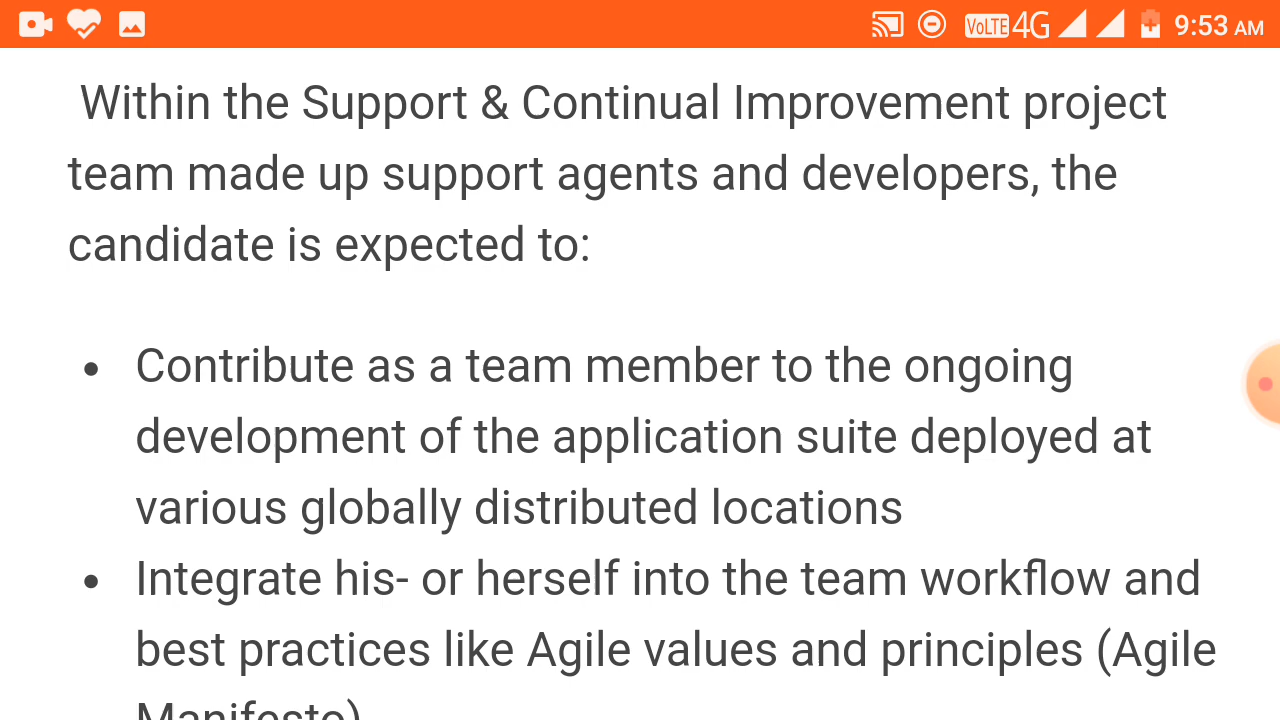 VoLTE 4G 9:53 AM
Within the Support & Continual Improvement project
team made up support agents and developers, the
candidate is expected to:
• Contribute as a team member to the ongoing
development of the application suite deployed at
various globally distributed locations
• Integrate his- or herself into the team workflow and
best practices like Agile values and principles (Agile
Manifesto)